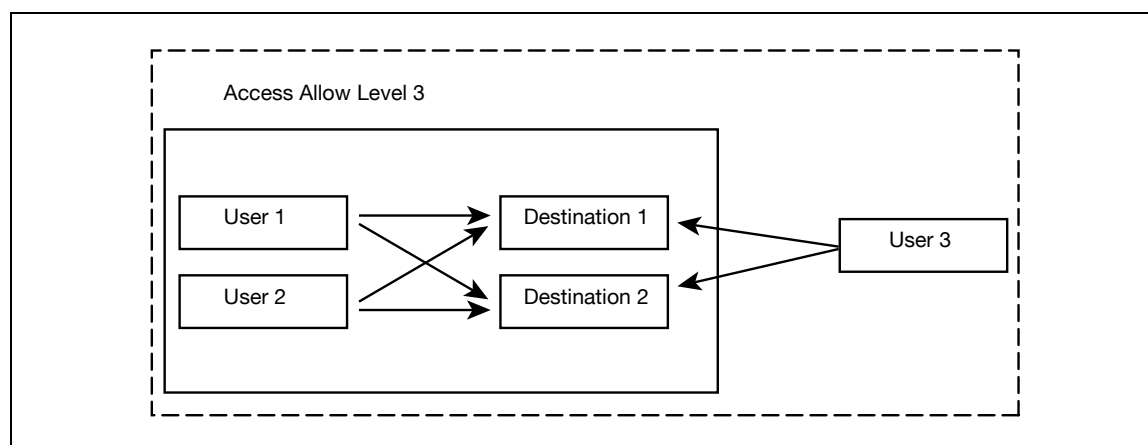 Access Allow Level 3
User 1
Destination 1
User 3
User 2
Destination 2